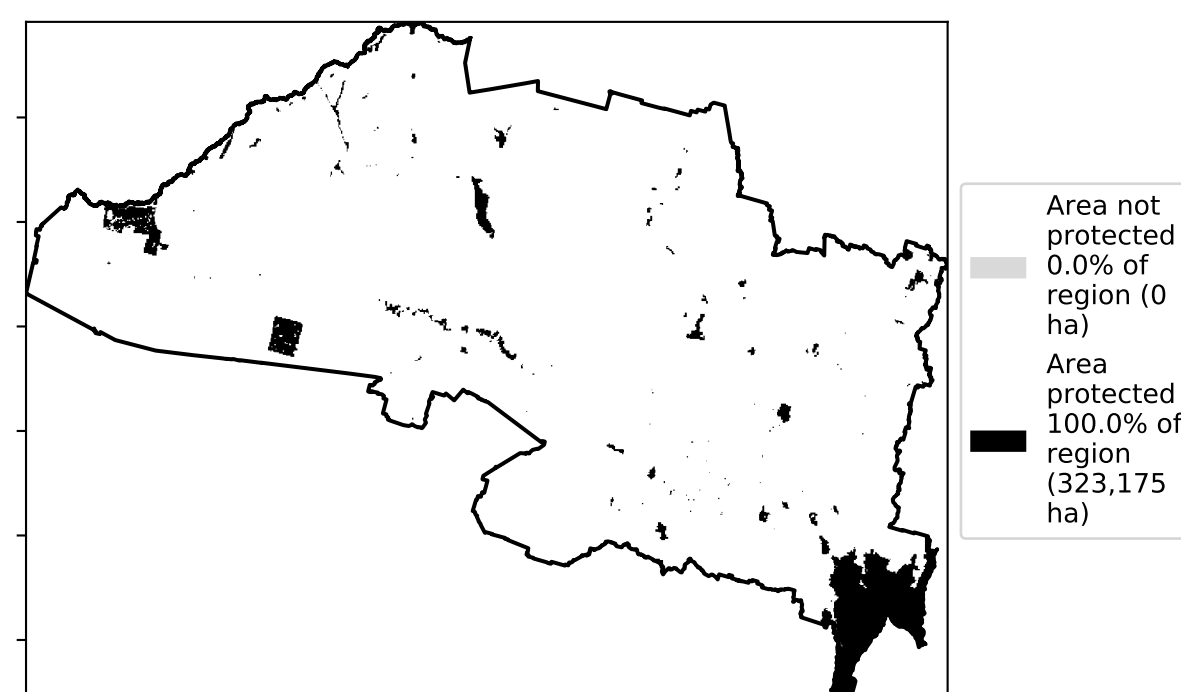 Area not
protected
0.0% of
region (0
ha)
Area
protected
100.0% of
region
(323,175
ha)